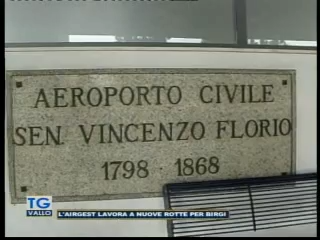 AEROPORTO CIVILE
SEN. VINCENZO FLORIO
1798 - 1868
TG
VALLO
L'AIRGEST LAVORA A NUOVE ROTTE PER BIRGI